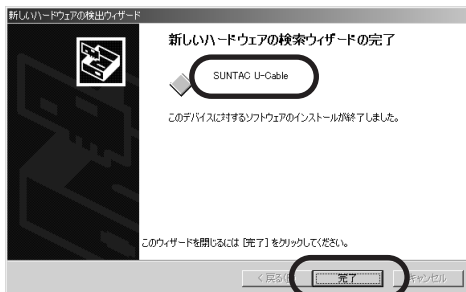 新しいハードウェアの検出ウィザード
新しいハードウェアの検索ウィザードの完了
SUNTAC U-Cable
このデバイスに対するソフトウェアのインストールが終了しました。
このウィザードを閉じるには [完了] をクリックしてください。
< 戻る(B) 完了 キャンセル